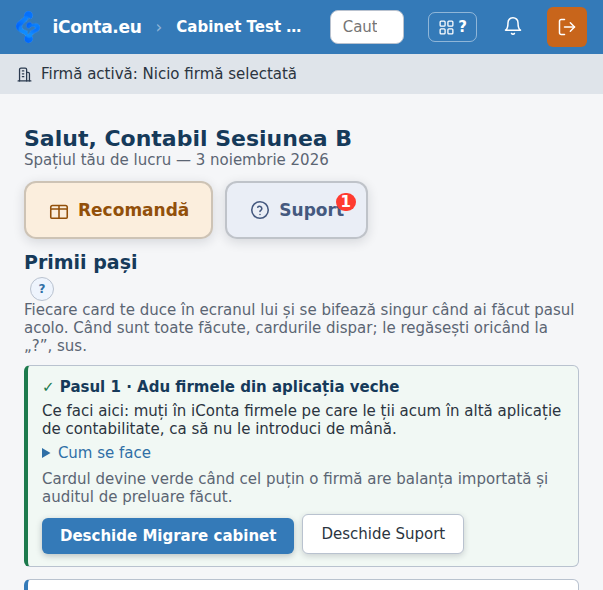 iConta.eu › Cabinet Test ... Caut ?
Firmă activă: Nicio firmă selectată
Salut, Contabil Sesiunea B
Spațiul tău de lucru — 3 noiembrie 2026
Recomandă
Suport 1
Primii pași
?
Fiecare card te duce în ecranul lui și se bifează singur când ai făcut pasul
acolo. Când sunt toate făcute, cardurile dispar; le regăsești oricând la
„?”, sus.
✓ Pasul 1 · Adu firmele din aplicația veche
Ce faci aici: muți în iConta firmele pe care le ții acum în altă aplicație
de contabilitate, ca să nu le introduci de mână.
Cum se face
Cardul devine verde când cel puțin o firmă are balanța importată și
auditul de preluare făcut.
Deschide Migrare cabinet
Deschide Suport